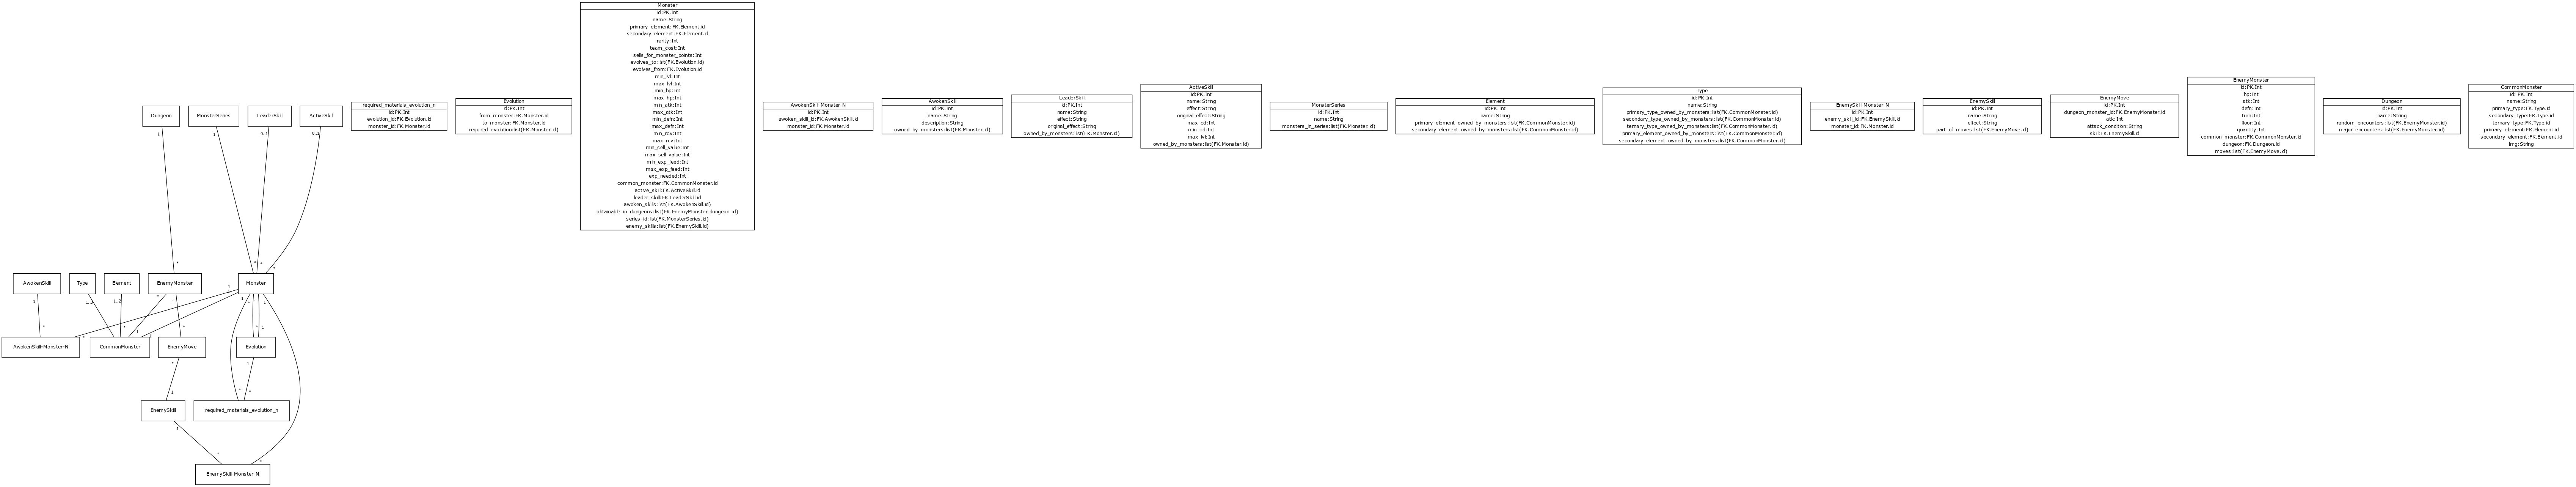 Monster
id:PK.Int
name:String
primary_element:FK.Element.id
secondary_element:FK.Element.id
rarity:Int
team_cost:Int
sells_for_monster_points:Int
evolves_to:list(FK.Evolution.id)
evolves_from:FK.Evolution.id
min_lvl:Int
max_lvl:Int
min_hp:Int
max_hp:Int
min_atk:Int
max_atk:Int
min_defn:Int
max_defn:Int
min_rcv:Int
max_rcv:Int
min_sell_value:Int
max_sell_value:Int
min_exp_feed:Int
max_exp_feed:Int
exp_needed:Int
common_monster:FK.CommonMonster.id
active_skill:FK.ActiveSkill.id
leader_skill:FK.LeaderSkill.id
awoken_skills:list(FK.AwokenSkill.id)
obtainable_in_dungeons:list(FK.EnemyMonster.dungeon_id)
series_id:list(FK.MonsterSeries.id)
enemy_skills:list(FK.EnemySkill.id)
Dungeon
MonsterSeries
LeaderSkill
ActiveSkill
1
1
0..1
0..1
required_materials_evolution_n
id:PK.Int
evolution_id:FK.Evolution.id
monster_id:FK.Monster.id
Evolution
id:PK.Int
from_monster:FK.Monster.id
to_monster:FK.Monster.id
required_evolution:list(FK.Monster.id)
AwokenSkill-Monster-N
id:PK.Int
awoken_skill_id:FK.AwokenSkill.id
monster_id:FK.Monster.id
AwokenSkill
id:PK.Int
name:String
description:String
owned_by_monsters:list(FK.Monster.id)
LeaderSkill
id:PK.Int
name:String
effect:String
original_effect:String
owned_by_monsters:list(FK.Monster.id)
ActiveSkill
id:PK.Int
name:String
effect:String
original_effect:String
max_cd:Int
min_cd:Int
max_lvl:Int
owned_by_monsters:list(FK.Monster.id)
MonsterSeries
id:PK.Int
name:String
monsters_in_series:list(FK.Monster.id)
Element
id:PK.Int
name:String
primary_element_owned_by_monsters:list(FK.CommonMonster.id)
secondary_element_owned_by_monsters:list(FK.CommonMonster.id)
Type
id:PK.Int
name:String
primary_type_owned_by_monsters:list(FK.CommonMonster.id)
secondary_type_owned_by_monsters:list(FK.CommonMonster.id)
ternary_type_owned_by_monsters:list(FK.CommonMonster.id)
primary_element_owned_by_monsters:list(FK.CommonMonster.id)
secondary_element_owned_by_monsters:list(FK.CommonMonster.id)
EnemySkill-Monster-N
id:PK.Int
enemy_skill_id:FK.EnemySkill.id
monster_id:FK.Monster.id
EnemySkill
id:PK.Int
name:String
effect:String
part_of_moves:list(FK.EnemyMove.id)
EnemyMove
id:PK.Int
dungeon_monster_id:FK.EnemyMonster.id
atk:Int
attack_condition:String
skill:FK.EnemySkill.id
EnemyMonster
id:PK.Int
hp:Int
atk:Int
defn:Int
turn:Int
floor:Int
quantity:Int
common_monster:FK.CommonMonster.id
dungeon:FK.Dungeon.id
moves:list(FK.EnemyMove.id)
Dungeon
id:PK.Int
name:String
random_encounters:list(FK.EnemyMonster.id)
major_encounters:list(FK.EnemyMonster.id)
CommonMonster
id: PK.Int
name:String
primary_type:FK.Type.id
secondary_type:FK.Type.id
ternary_type:FK.Type.id
primary_element:FK.Element.id
secondary_element:FK.Element.id
img:String
* * * *
AwokenSkill
Type
Element
EnemyMonster
Monster
1
1..3
1..2
*
1
1
1
1
1
1
1
* * * 1 * * * * * 1
AwokenSkill-Monster-N
CommonMonster
EnemyMove
Evolution
* 1
1 *
*
EnemySkill
required_materials_evolution_n
1
* *
EnemySkill-Monster-N